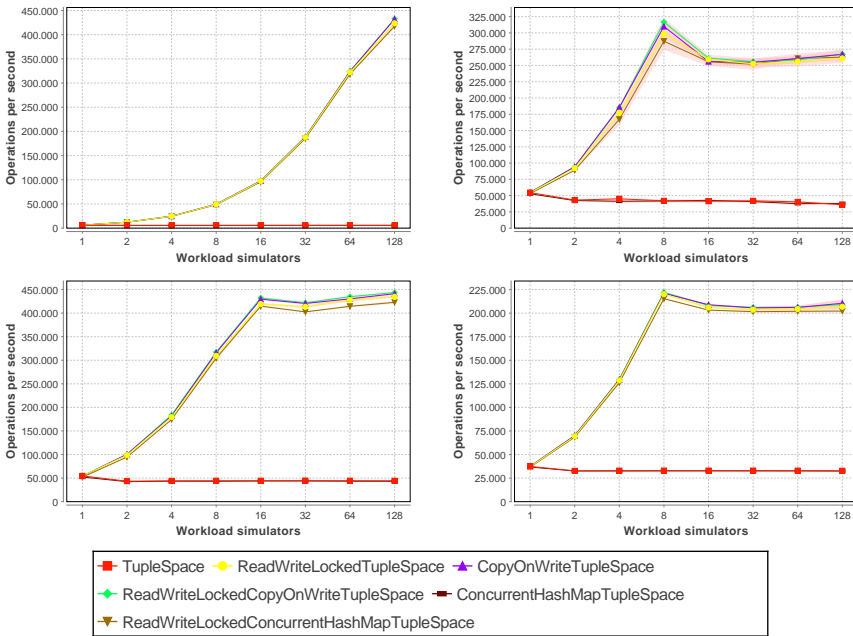 450.000
400.000
350.000
300.000
250.000
200.000
150.000
100.000
50.000
0
Operations per second
1 2 4 8 16 32 64 128
Workload simulators
325.000
300.000
275.000
250.000
225.000
200.000
175.000
150.000
125.000
100.000
75.000
50.000
25.000
0
Operations per second
1 2 4 8 16 32 64 128
Workload simulators
450.000
400.000
350.000
300.000
250.000
200.000
150.000
100.000
50.000
0
Operations per second
1 2 4 8 16 32 64 128
Workload simulators
225.000
200.000
175.000
150.000
125.000
100.000
75.000
50.000
25.000
0
Operations per second
1 2 4 8 16 32 64 128
Workload simulators
TupleSpace ReadWriteLockedTupleSpace CopyOnWriteTupleSpace
ReadWriteLockedCopyOnWriteTupleSpace ConcurrentHashMapTupleSpace
ReadWriteLockedConcurrentHashMapTupleSpace